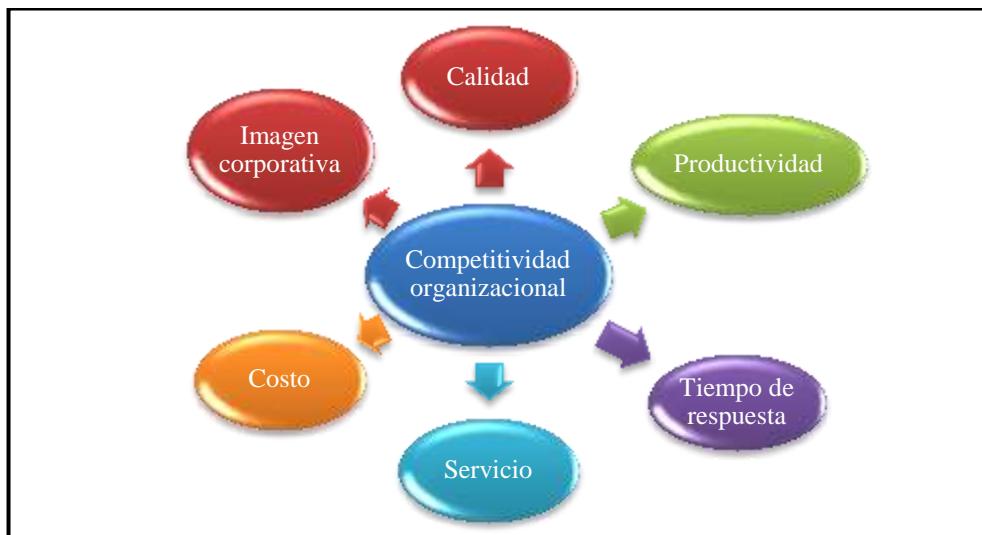 Calidad
Imagen
corporativa
Productividad
Competitividad
organizacional
Costo
Tiempo de
respuesta
Servicio